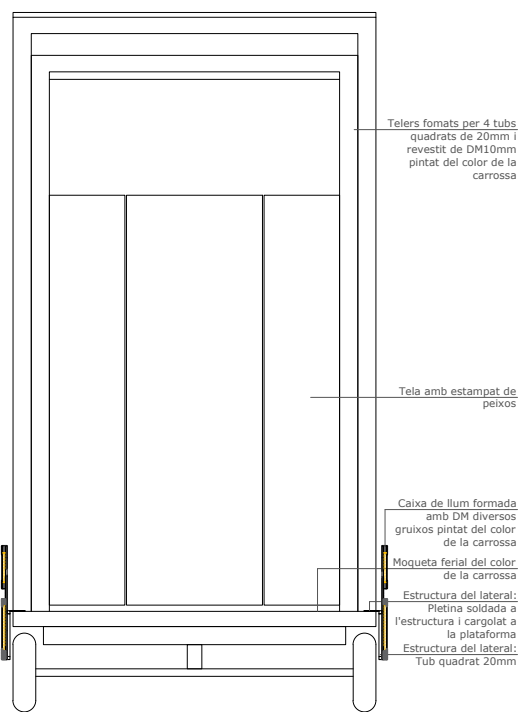 Telers fomats per 4 tubs
quadrats de 20mm i
revestit de DM10mm
pintat del color de la
carrossa
Tela amb estampat de
peixos
Caixa de llum formada
amb DM diversos
gruixos pintat del color
de la carrossa
Moqueta ferial del color
de la carrossa
Estructura del lateral:
Pletina soldada a
l'estructura i cargolat a
la plataforma
Estructura del lateral:
Tub quadrat 20mm